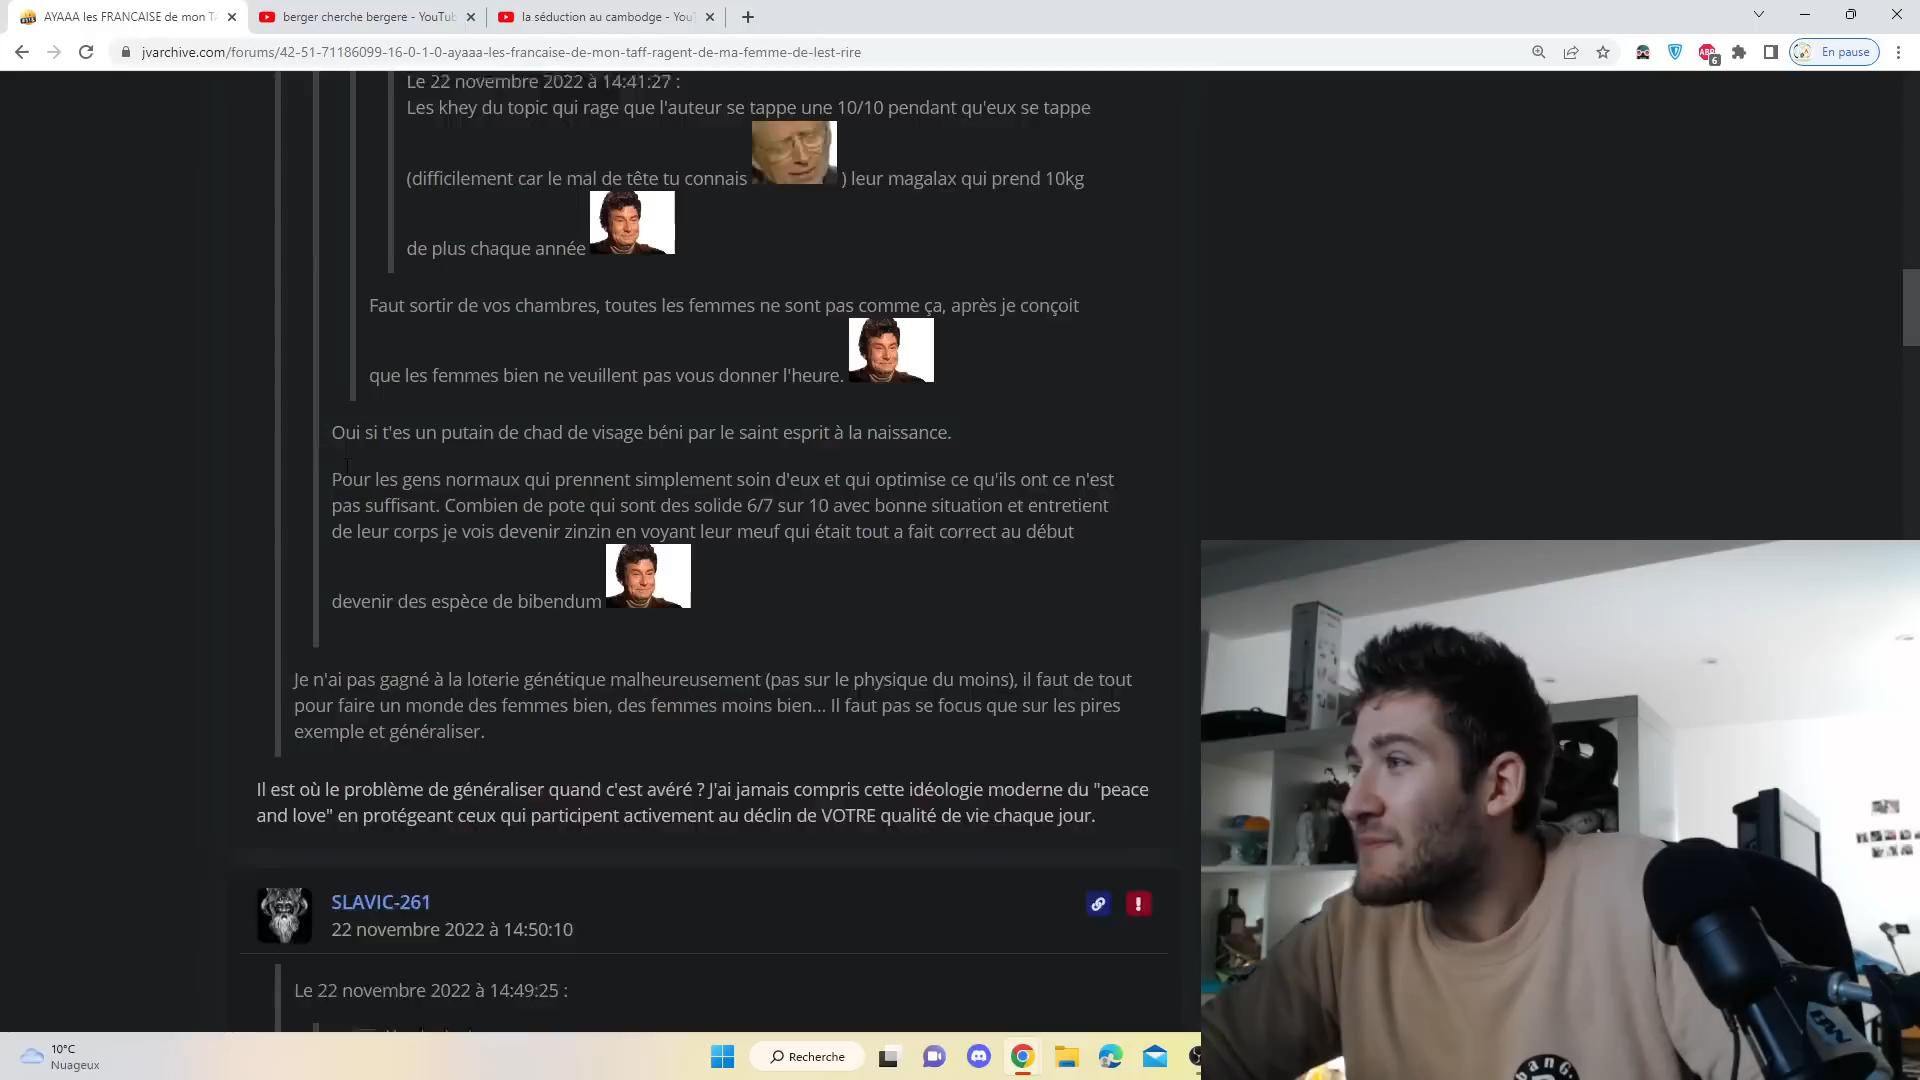 AYAAA les FRANCAISE de mon TA
berger cherche bergere - YouTub
la séduction au cambodge - You
jvarchive.com/forums/42-51-71186099-16-0-1-0-ayaaa-les-francaise-de-mon-taff-ragent-de-ma-femme-de-lest-rire
6
En pause
Le 22 novembre 2022 à 14:41:27 :
Les khey du topic qui rage que l'auteur se tappe une 10/10 pendant qu'eux se tappe
(difficilement car le mal de tête tu connais ) leur magalax qui prend 10kg
de plus chaque année
Faut sortir de vos chambres, toutes les femmes ne sont pas comme ça, après je conçoit
que les femmes bien ne veuillent pas vous donner l'heure.
Oui si t'es un putain de chad de visage béni par le saint esprit à la naissance.
Pour les gens normaux qui prennent simplement soin d'eux et qui optimise ce qu'ils ont ce n'est
pas suffisant. Combien de pote qui sont des solide 6/7 sur 10 avec bonne situation et entretient
de leur corps je vois devenir zinzin en voyant leur meuf qui était tout a fait correct au début
devenir des espèce de bibendum
Je n'ai pas gagné à la loterie génétique malheureusement (pas sur le physique du moins), il faut de tout
pour faire un monde des femmes bien, des femmes moins bien... Il faut pas se focus que sur les pires
exemple et généraliser.
Il est où le problème de généraliser quand c'est avéré ? J'ai jamais compris cette idéologie moderne du "peace
and love" en protégeant ceux qui participent activement au déclin de VOTRE qualité de vie chaque jour.
SLAVIC-261
22 novembre 2022 à 14:50:10
Le 22 novembre 2022 à 14:49:25 :
10°C
Nuageux
Recherche